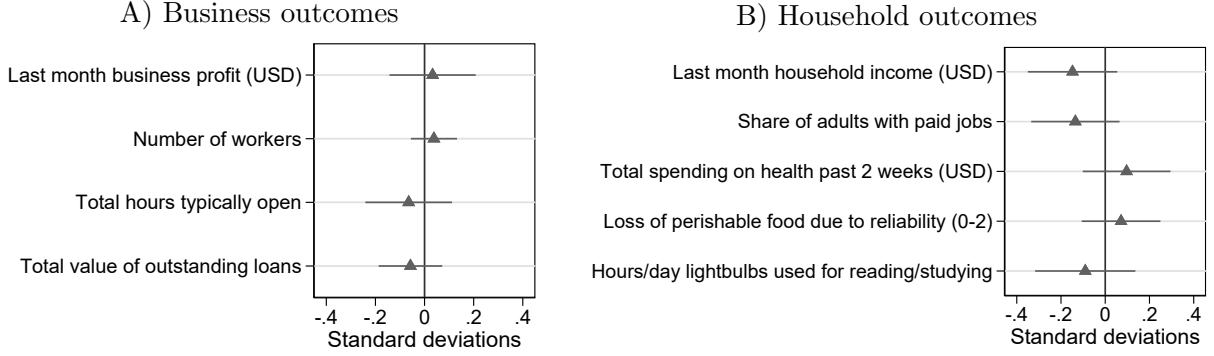 A) Business outcomes
Last month business profit (USD)
Number of workers
Total hours typically open
Total value of outstanding loans
-.4 -.2 0 .2 .4
Standard deviations
B) Household outcomes
Last month household income (USD)
Share of adults with paid jobs
Total spending on health past 2 weeks (USD)
Loss of perishable food due to reliability (0-2)
Hours/day lightbulbs used for reading/studying
-.4 -.2 0 .2 .4
Standard deviations